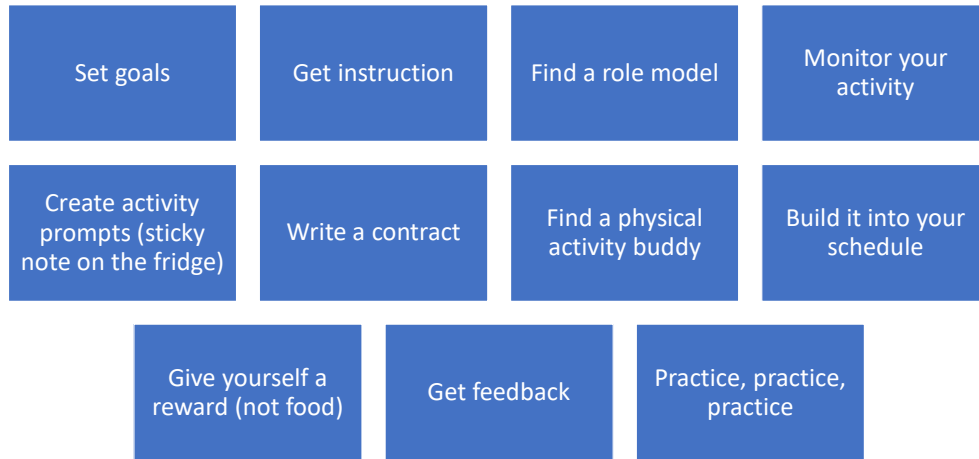 Set goals
Get instruction
Find a role model
Monitor your
activity
Create activity
prompts (sticky
note on the fridge)
Write a contract
Find a physical
activity buddy
Build it into your
schedule
Give yourself a
reward (not food)
Get feedback
Practice, practice,
practice